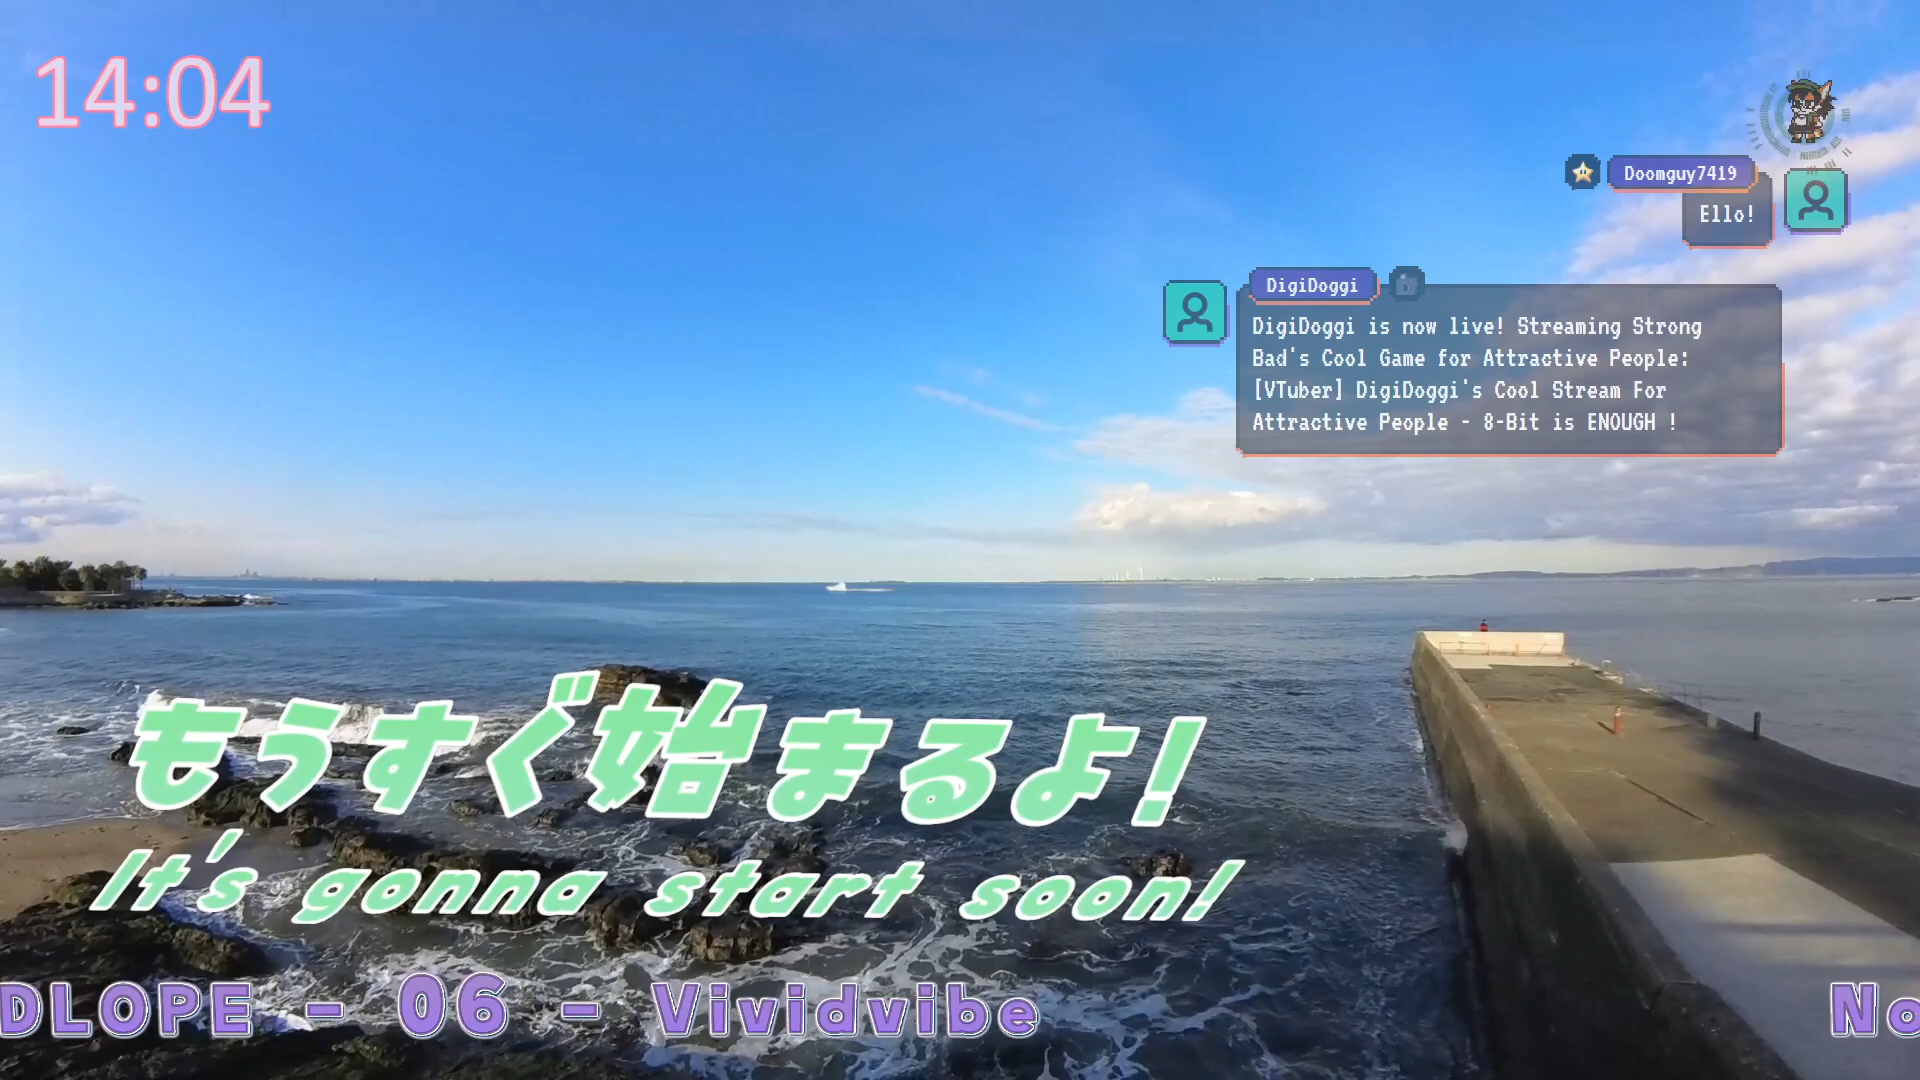 14:04
Doomguy7419
Ello!
DigiDoggi
DigiDoggi is now live! Streaming Strong
Bad's Cool Game for Attractive People:
[VTuber] DigiDoggi's Cool Stream For
Attractive People - 8-Bit is ENOUGH !
もうすぐ始まるよ!
It's gonna start soon!
DLOPE - 06 - Vividvibe
No